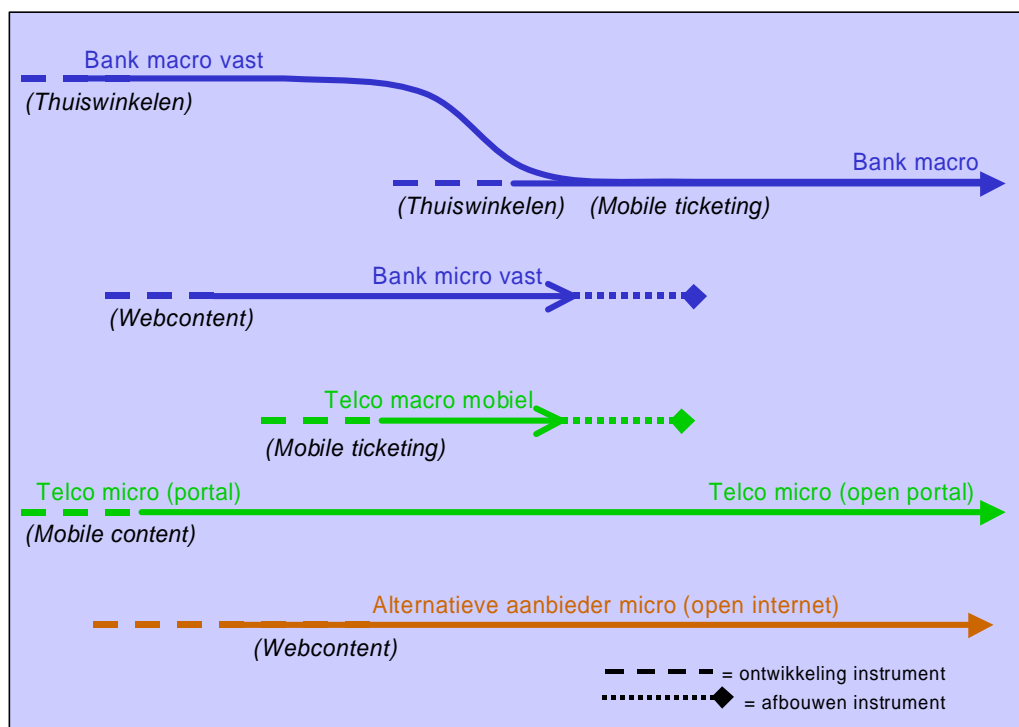 Bank macro vast
(Thuiswinkelen)
Bank macro
(Thuiswinkelen)
(Mobile ticketing)
Bank micro vast
(Webcontent)
Telco macro mobiel
(Mobile ticketing)
Telco micro (portal)
Telco micro (open portal)
(Mobile content)
Alternatieve aanbieder micro (open internet)
(Webcontent)
= ontwikkeling instrument
= afbouwen instrument